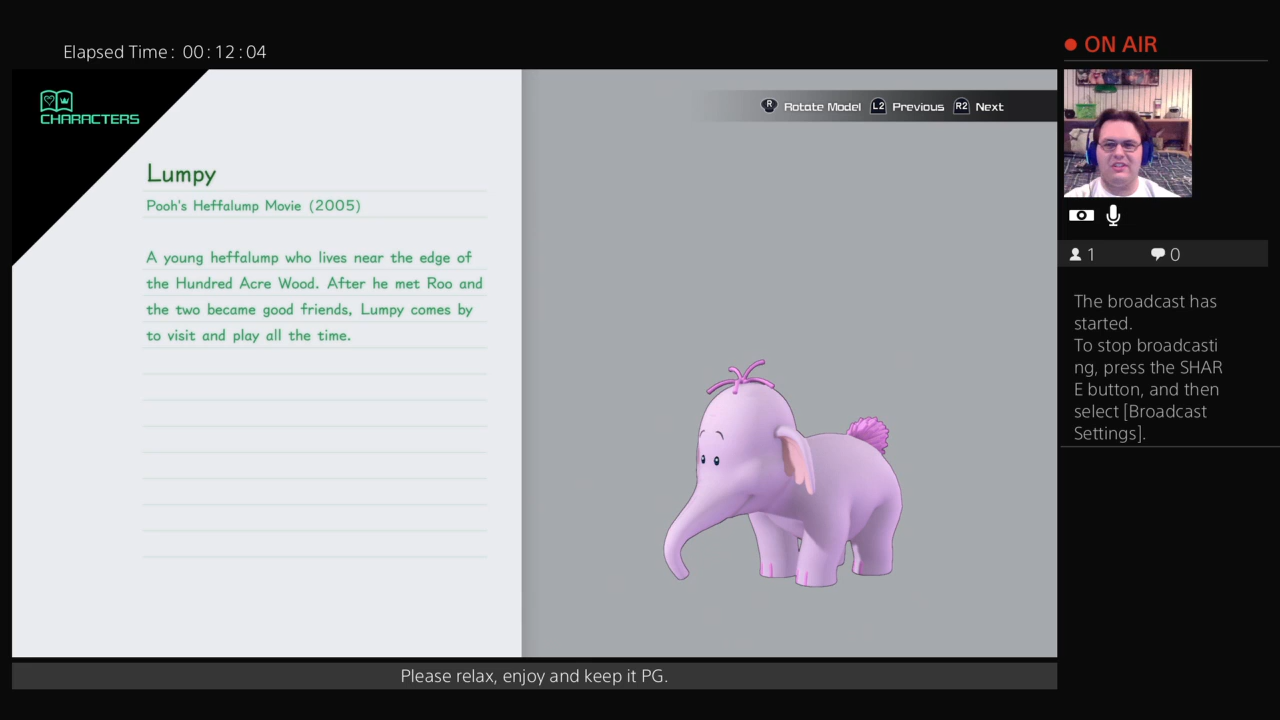 Elapsed Time: 00:12:04
ON AIR
CHARACTERS
R Rotate Model L2 Previous R2 Next
Lumpy
Pooh's Heffalump Movie (2005)
A young heffalump who lives near the edge of
the Hundred Acre Wood. After he met Roo and
the two became good friends, Lumpy comes by
to visit and play all the time.
1 0
The broadcast has
started.
To stop broadcasti
ng, press the SHAR
E button, and then
select [Broadcast
Settings].
Please relax, enjoy and keep it PG.